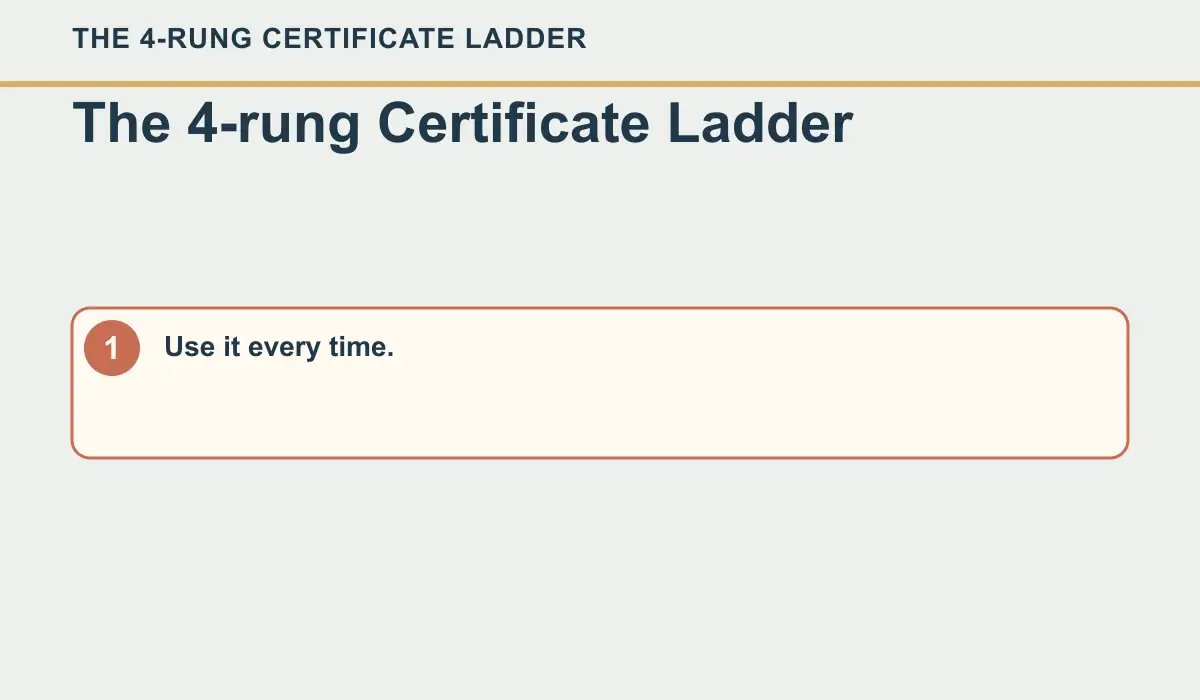 THE 4-RUNG CERTIFICATE LADDER
The 4-rung Certificate Ladder
1 Use it every time.